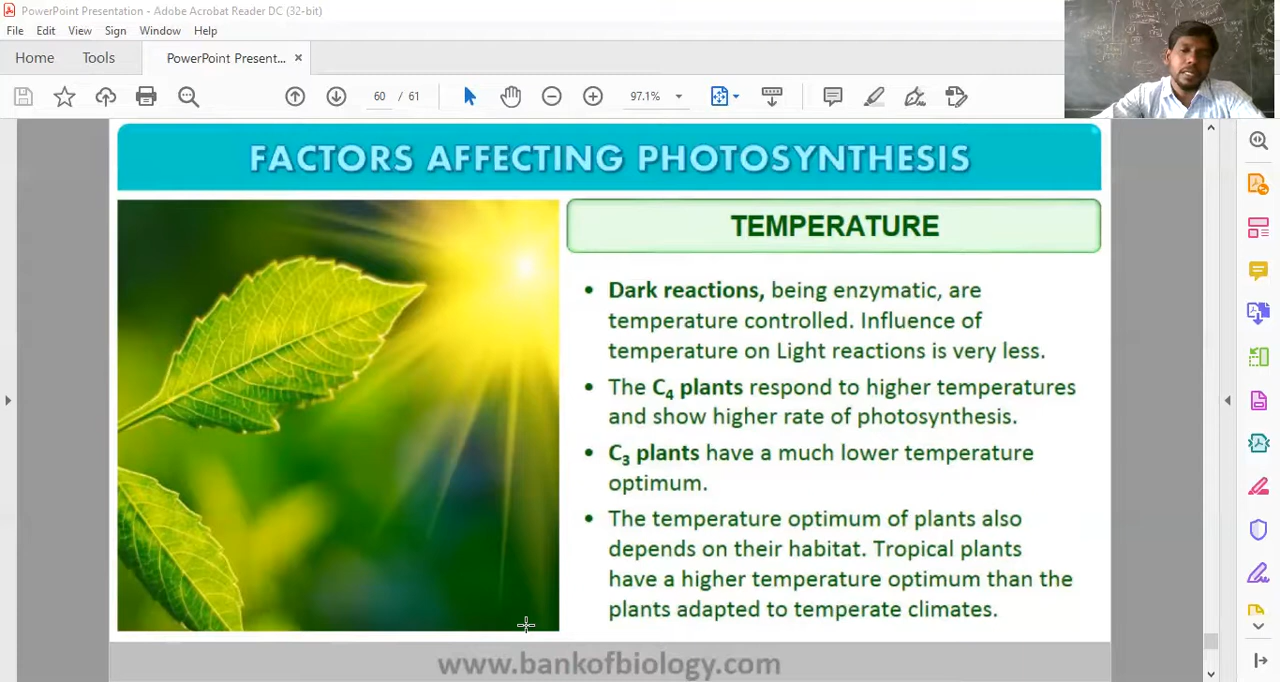 PowerPoint Presentation - Adobe Acrobat Reader DC (32-bit)
File Edit View Sign Window Help
Home Tools PowerPoint Present... ×
60 / 61 97.1%
FACTORS AFFECTING PHOTOSYNTHESIS
TEMPERATURE
• Dark reactions, being enzymatic, are
temperature controlled. Influence of
temperature on Light reactions is very less.
• The C₄ plants respond to higher temperatures
and show higher rate of photosynthesis.
• C₃ plants have a much lower temperature
optimum.
• The temperature optimum of plants also
depends on their habitat. Tropical plants
have a higher temperature optimum than the
plants adapted to temperate climates.
www.bankofbiology.com